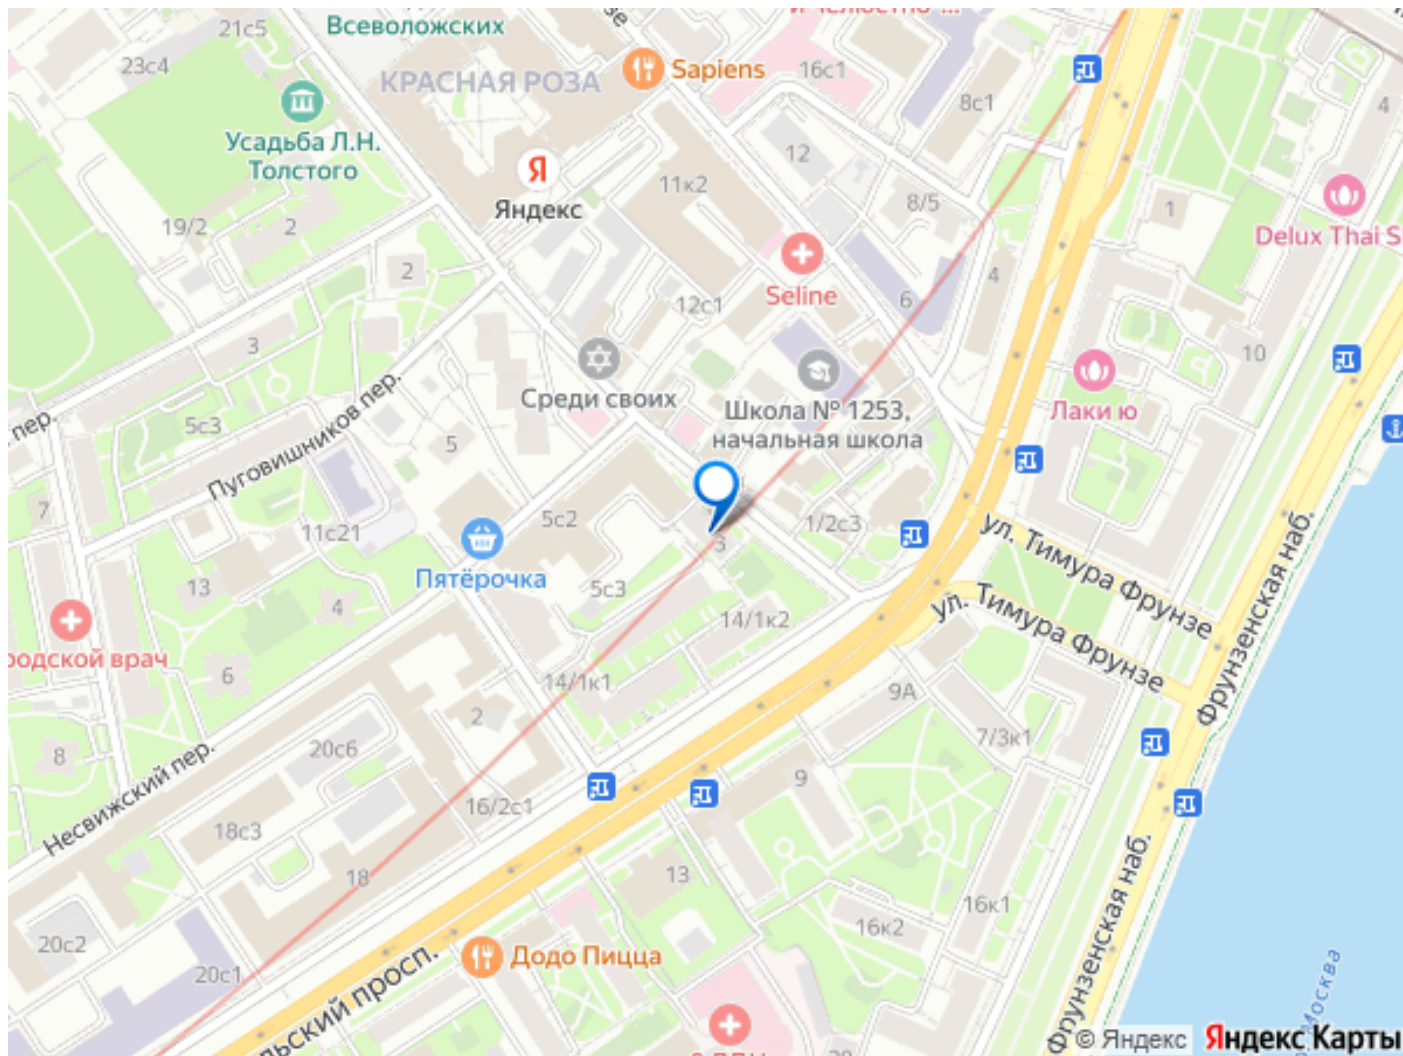 21с5
Всеволожских
23с4
КРАСНАЯ РОЗА
Sapiens
16с1
8с1
4
Усадьба Л.Н.
Толстого
12
Я
Яндекс
11к2
8/5
1
Delux Thai
19/2
2
2
4
Seline
12с1
6
3
10
Среди своих
Школа № 1253,
начальная школа
Лаки ю
пер.
5с3
Пуговишников пер.
5
7
11с21
5с2
1/2с3
3
ул. Тимура Фрунзе
ул. Тимура Фрунзе
Фрунзенская наб.
Пятёрочка
13
4
5с3
14/1к2
6
14/1к1
9А
7/3к1
2
8
20с6
Несвижский пер.
16/2с1
9
18с3
18
13
16к1
16к2
20с2
20с1
Додо Пицца
Фрунзенская наб.
Москва
© Яндекс
Яндекс Карты